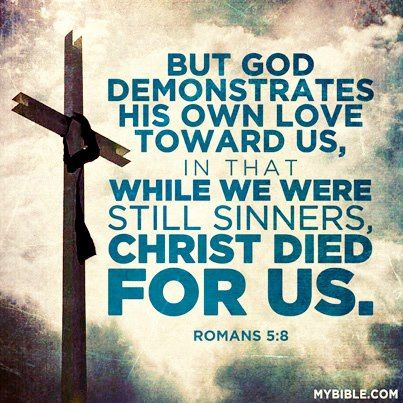 BUT GOD
DEMONSTRATES
HIS OWN LOVE
TOWARD US,
IN THAT
WHILE WE WERE
STILL SINNERS,
CHRIST DIED
FOR US.
ROMANS 5:8
MYBIBLE.COM